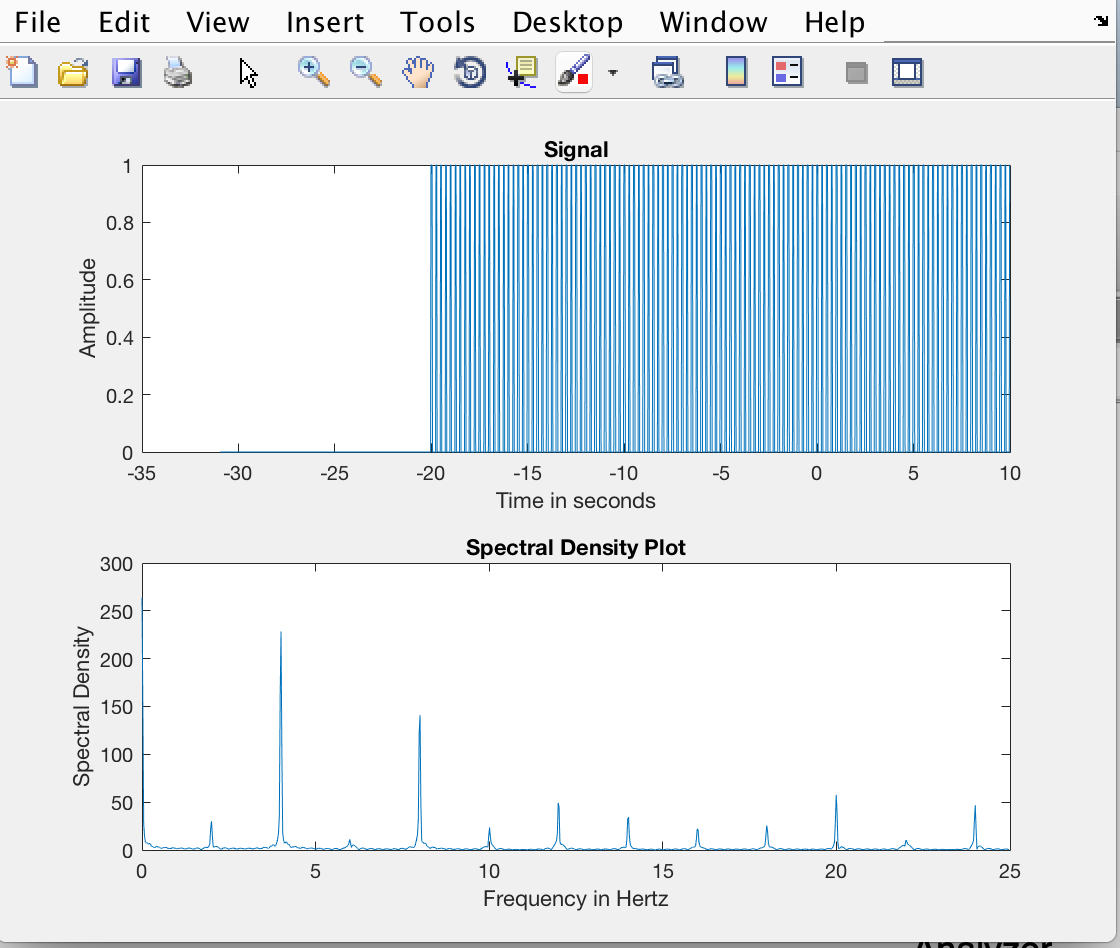 File Edit View Insert Tools Desktop Window Help
Signal
1
0.8
0.6
0.4
0.2
0
Amplitude
-35 -30 -25 -20 -15 -10 -5 0 5 10
Time in seconds
Spectral Density Plot
300
250
200
150
100
50
0
Spectral Density
0 5 10 15 20 25
Frequency in Hertz
Analyzer